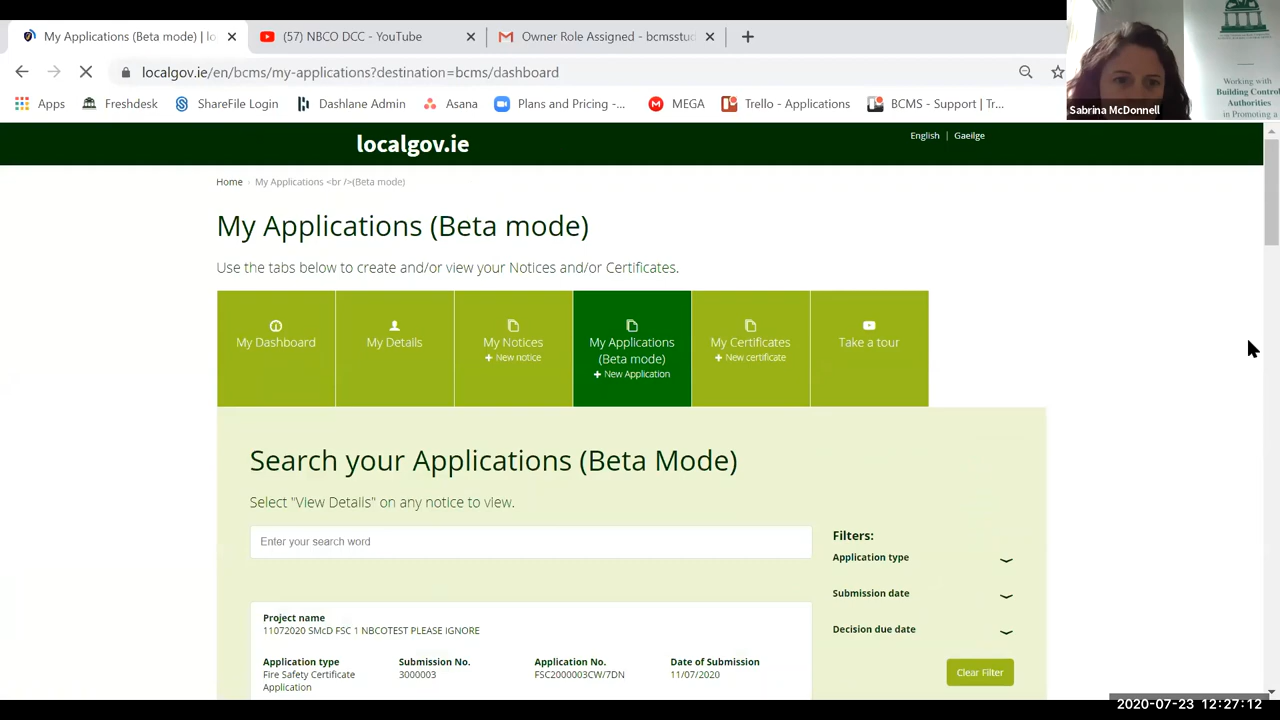 My Applications (Beta mode) | lo
(57) NBCO DCC - YouTube
Owner Role Assigned - bcmsstud
localgov.ie/en/bcms/my-applications?destination=bcms/dashboard
Apps
Freshdesk
ShareFile Login
Dashlane Admin
Asana
Plans and Pricing -...
MEGA
Trello - Applications
BCMS - Support | Tr...
Working with
Building Control
Authorities
in Promoting a
Sabrina McDonnell
localgov.ie
English | Gaeilge
Home › My Applications <br />(Beta mode)
My Applications (Beta mode)
Use the tabs below to create and/or view your Notices and/or Certificates.
My Dashboard
My Details
My Notices
+ New notice
My Applications
(Beta mode)
+ New Application
My Certificates
+ New certificate
Take a tour
Search your Applications (Beta Mode)
Select "View Details" on any notice to view.
Enter your search word
Filters:
Application type
Submission date
Decision due date
Clear Filter
Project name
11072020 SMcD FSC 1 NBCOTEST PLEASE IGNORE
Application type
Fire Safety Certificate
Application
Submission No.
3000003
Application No.
FSC2000003CW/7DN
Date of Submission
11/07/2020
2020-07-23 12:27:12